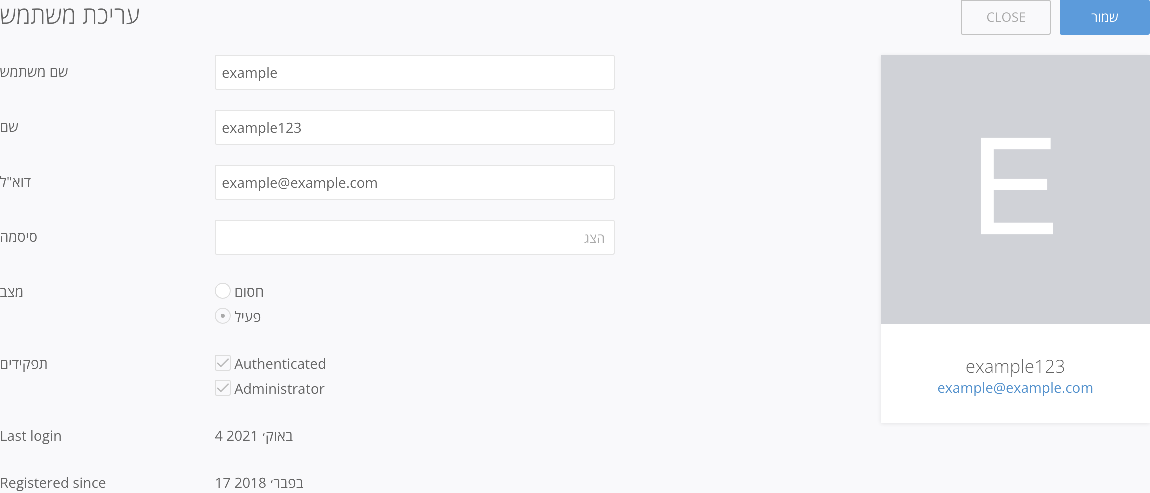 עריכת משתמש
CLOSE
שמור
שם משתמש
example
שם
example123
דוא"ל
example@example.com
סיסמה
הצג
מצב
חסום
פעיל
תפקידים
Authenticated
Administrator
Last login
4 באוק׳ 2021
Registered since
17 בפבר׳ 2018
E
example123
example@example.com